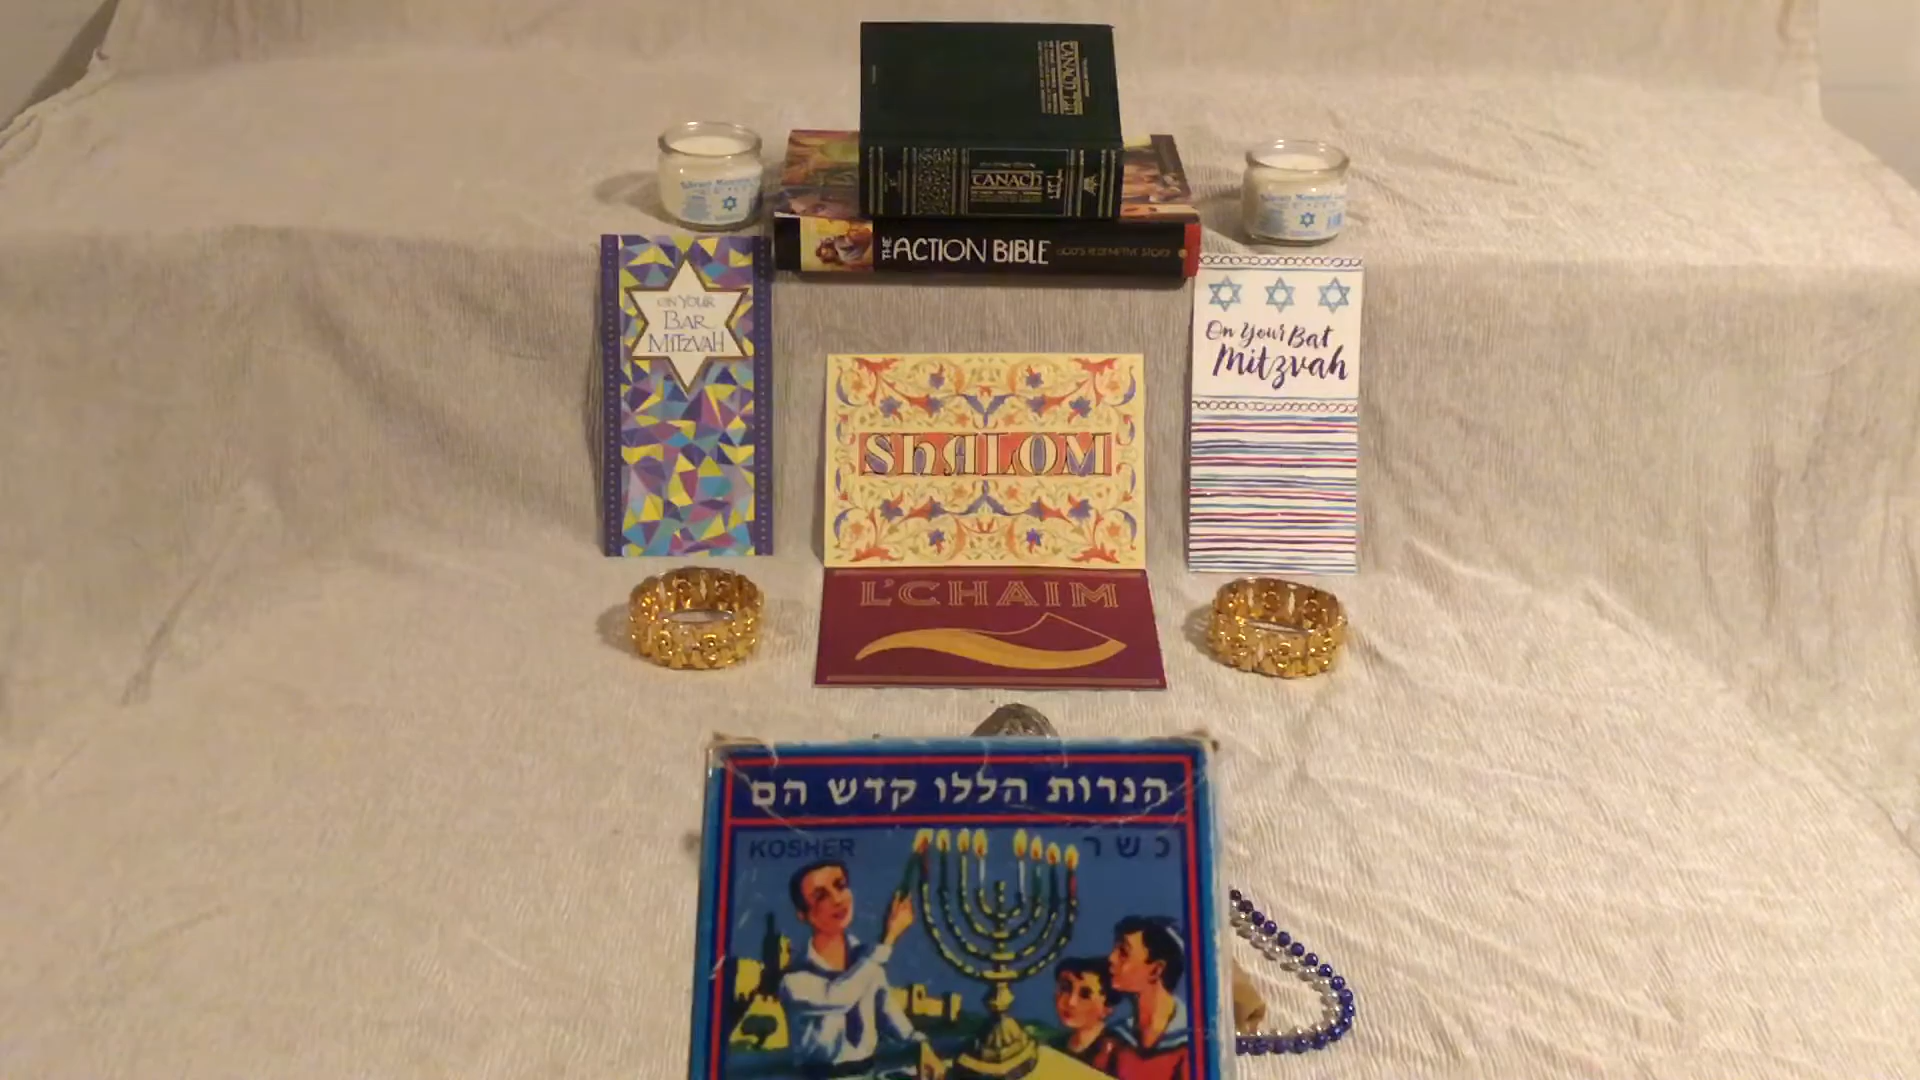 TANACH
TANACH
THE ACTION BIBLE GOD'S REDEMPTIVE STORY
ON YOUR
BAR
MITZVAH
On Your Bat
Mitzvah
SHALOM
L'CHAIM
הנרות הללו קדש הם
KOSHER כשר